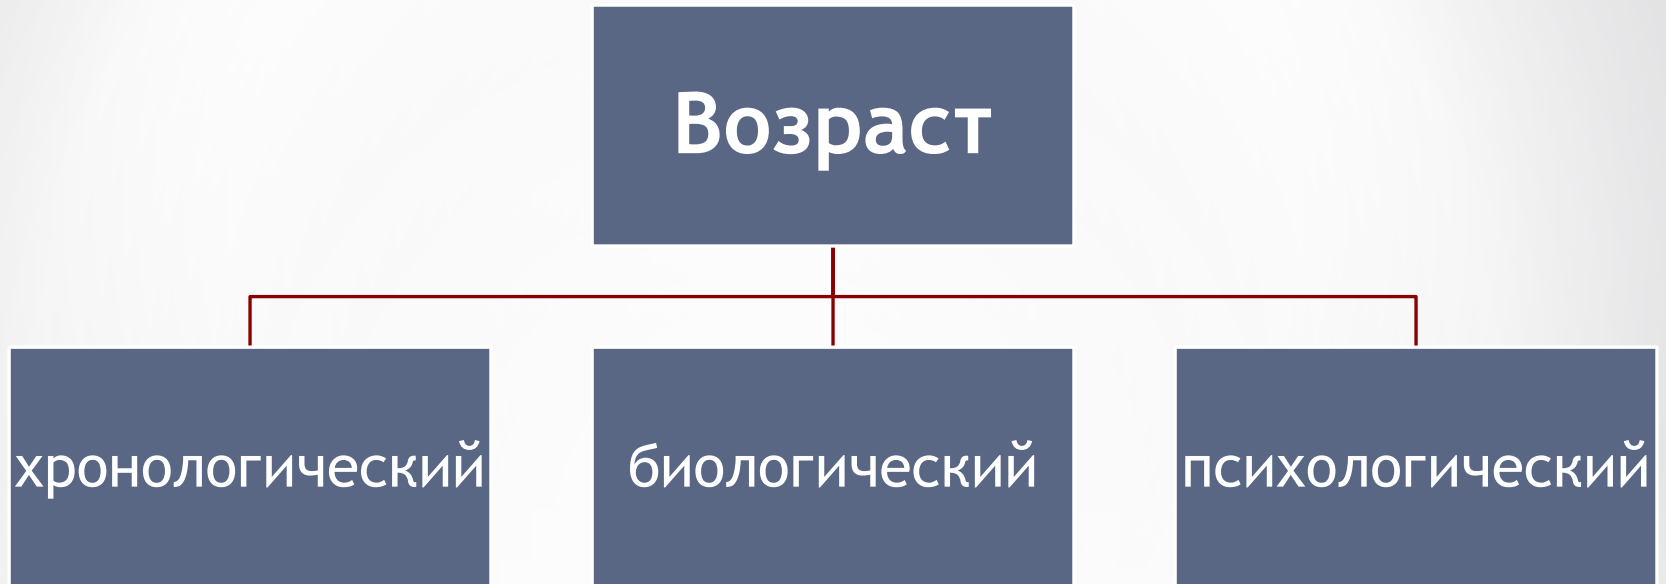 Возраст
хронологический
биологический
психологический